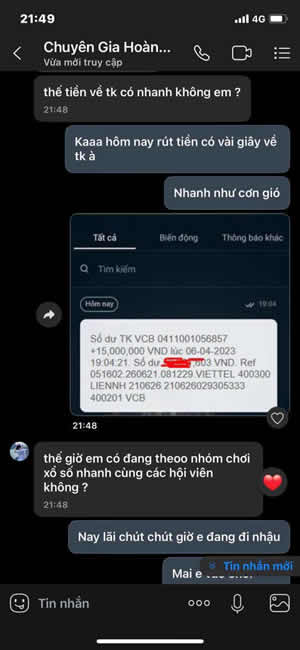 21:49
4G
Chuyên Gia Hoàn...
Vừa mới truy cập
thế tiền về tk có nhanh không em ?
21:48
Kaaa hôm nay rút tiền có vài giây về
tk à
Nhanh như cơn gió
Tất cả Biến động Thông báo khác
Tìm kiếm
Hôm nay
19:04
Số dư TK VCB 0411001056857
+15,000,000 VND lúc 06-04-2023
19:04:21. Số dư 603 VND. Ref
051602.260621.081229.VIETTEL 400300
LIENNH 210626 210626029305333
400201 VCB
21:48
thế giờ em có đang theoo nhóm chơi
xổ số nhanh cùng các hội viên
không ?
21:48
Nay lãi chút chút giờ e đang đi nhậu
Tin nhắn mới
Mai e
Tin nhắn